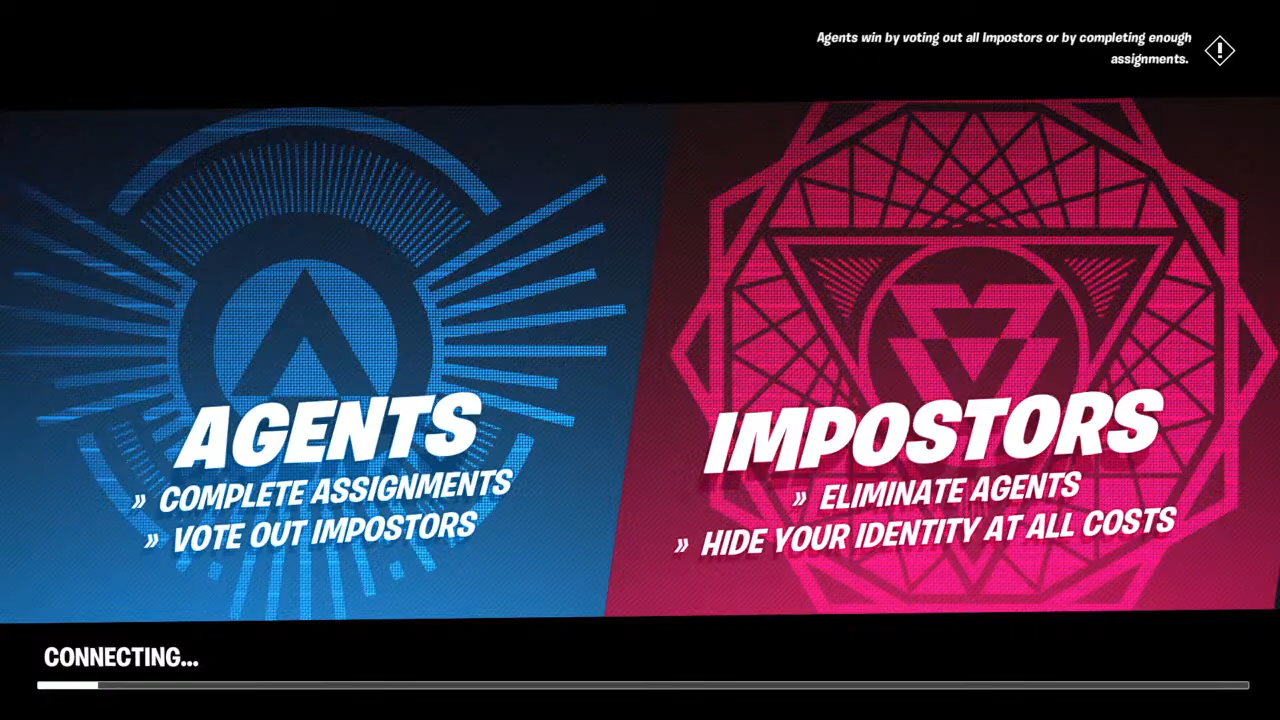 Agents win by voting out all Impostors or by completing enough
assignments.
AGENTS
» COMPLETE ASSIGNMENTS
» VOTE OUT IMPOSTORS
IMPOSTORS
» ELIMINATE AGENTS
» HIDE YOUR IDENTITY AT ALL COSTS
CONNECTING...